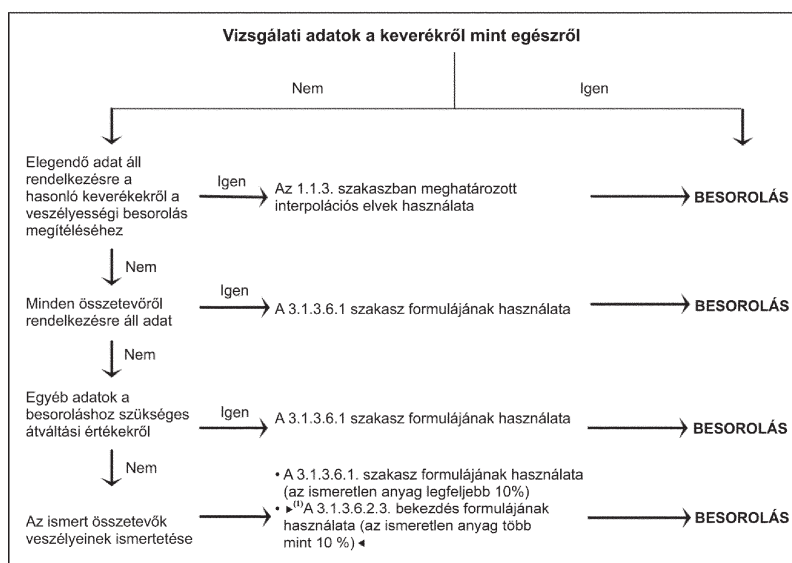 Vizsgálati adatok a keverékről mint egészről
Nem
Igen
Elegendő adat áll
rendelkezésre a
hasonló keverékekről a
veszélyességi besorolás
megítéléséhez
Igen
Az 1.1.3. szakaszban meghatározott
interpolációs elvek használata
BESOROLÁS
Nem
Minden összetevőről
rendelkezésre áll adat
Igen
A 3.1.3.6.1 szakasz formulájának használata
BESOROLÁS
Nem
Egyéb adatok a
besoroláshoz szükséges
átváltási értékekről
Igen
A 3.1.3.6.1 szakasz formulájának használata
BESOROLÁS
Nem
Az ismert összetevők
veszélyeinek ismertetése
• A 3.1.3.6.1. szakasz formulájának használata
(az ismeretlen anyag legfeljebb 10%)
• ►(1)A 3.1.3.6.2.3. bekezdés formulájának
használata (az ismeretlen anyag több
mint 10 %)◄
BESOROLÁS